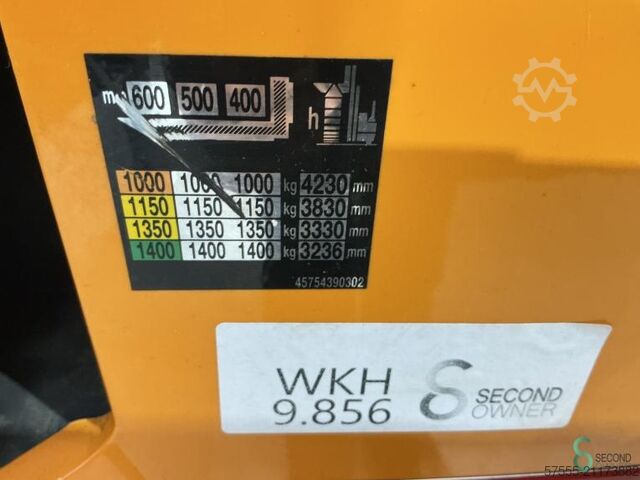 mm 600 500 400
h
1000 1000 1000 kg 4230 mm
1150 1150 1150 kg 3830 mm
1350 1350 1350 kg 3330 mm
1400 1400 1400 kg 3236 mm
45754390302
WKH
9.856
SECOND
OWNER
SECOND